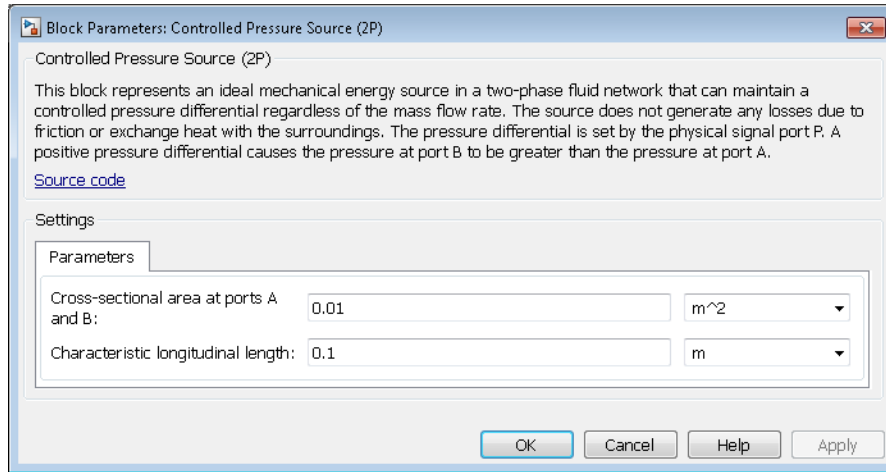 Block Parameters: Controlled Pressure Source (2P)
Controlled Pressure Source (2P)
This block represents an ideal mechanical energy source in a two-phase fluid network that can maintain a
controlled pressure differential regardless of the mass flow rate. The source does not generate any losses due to
friction or exchange heat with the surroundings. The pressure differential is set by the physical signal port P. A
positive pressure differential causes the pressure at port B to be greater than the pressure at port A.
Source code
Settings
Parameters
Cross-sectional area at ports A
and B:
0.01
m^2
Characteristic longitudinal length:
0.1
m
OK
Cancel
Help
Apply